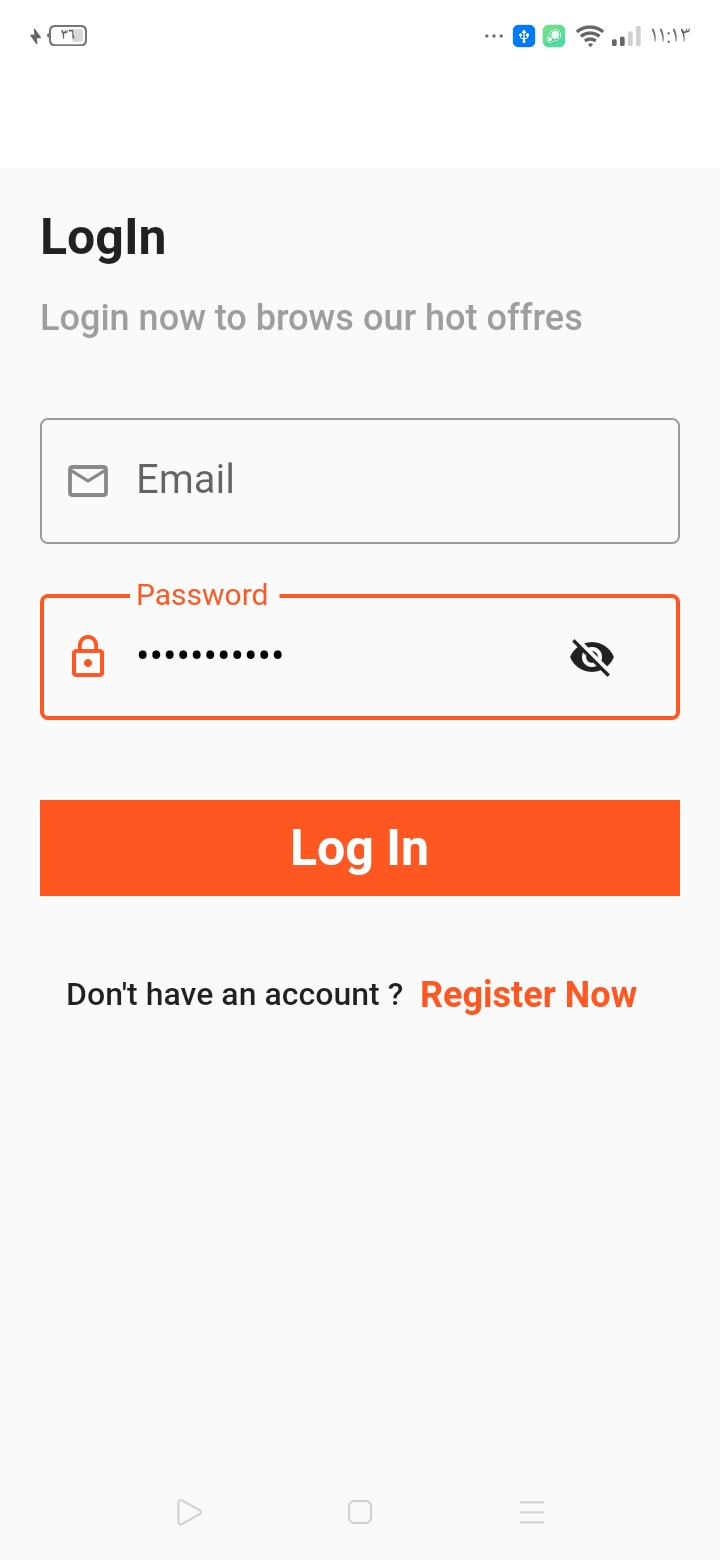 ٣٦ ١١:١٣
LogIn
Login now to brows our hot offres
Email
Password
•••••••••••
Log In
Don't have an account ? Register Now